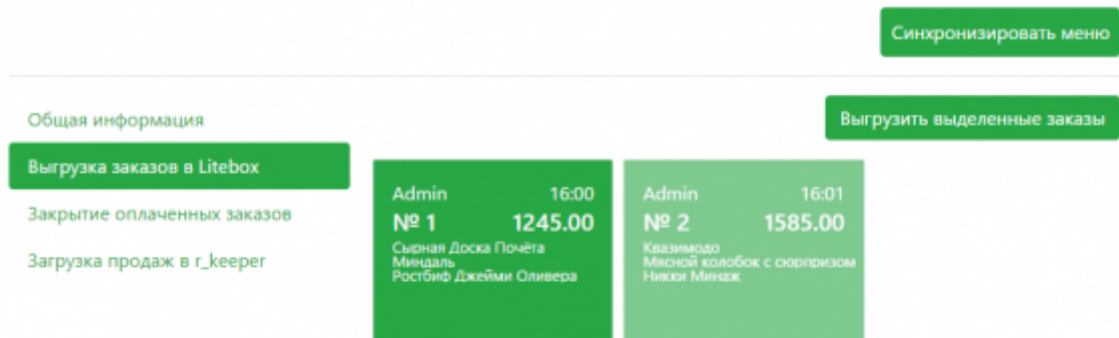 Синхронизировать меню
Общая информация
Выгрузить выделенные заказы
Выгрузка заказов в Litebox
Закрытие оплаченных заказов
Загрузка продаж в r_keeper
Admin 16:00
№ 1 1245.00
Сырная Доска Почёта
Миндаль
Ростбиф Джейми Оливера
Admin 16:01
№ 2 1585.00
Квазимодо
Мясной колобок с сюрпризом
Никки Минаж